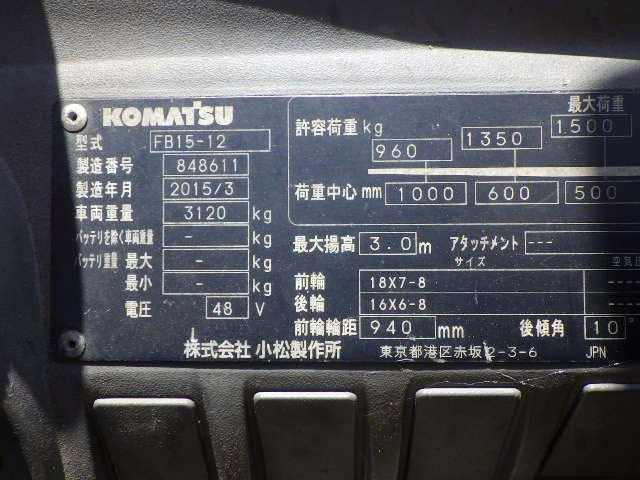 KOMATSU
型式 FB15-12
製造番号 848611
製造年月 2015/3
車両重量 3120 kg
バッテリを除く車両重量 - kg
バッテリ重量 最大 - kg
最小 - kg
電圧 48 V
最大荷重
許容荷重 kg 960 1350 1500
荷重中心 mm 1000 600 500
最大揚高 3.0 m アタッチメント ---
サイズ 空気圧
前輪 18X7-8 ----
後輪 16X6-8 ----
前輪輪距 940 mm 後傾角 10°
株式会社 小松製作所 東京都港区赤坂2-3-6 JPN